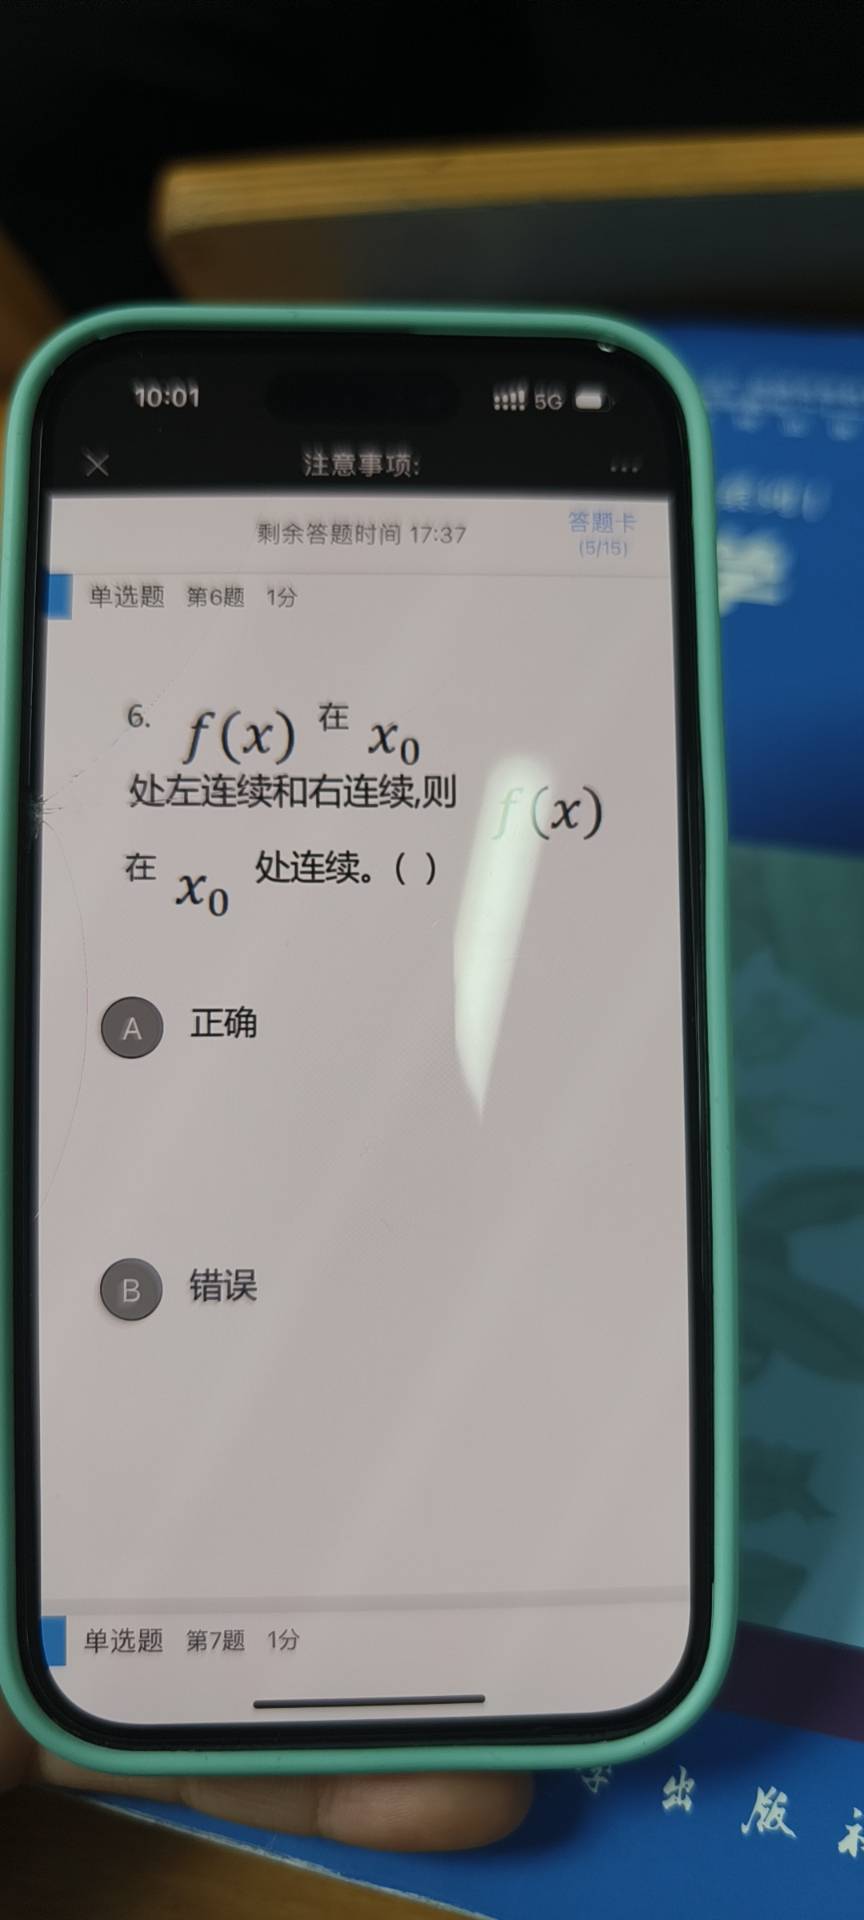 10:01
5G
注意事项:
剩余答题时间 17:37
答题卡
(5/15)
单选题 第6题 1分
6. f(x) 在 x₀
处左连续和右连续,则 f(x)
在 x₀ 处连续。( )
A 正确
B 错误
单选题 第7题 1分
学出版社